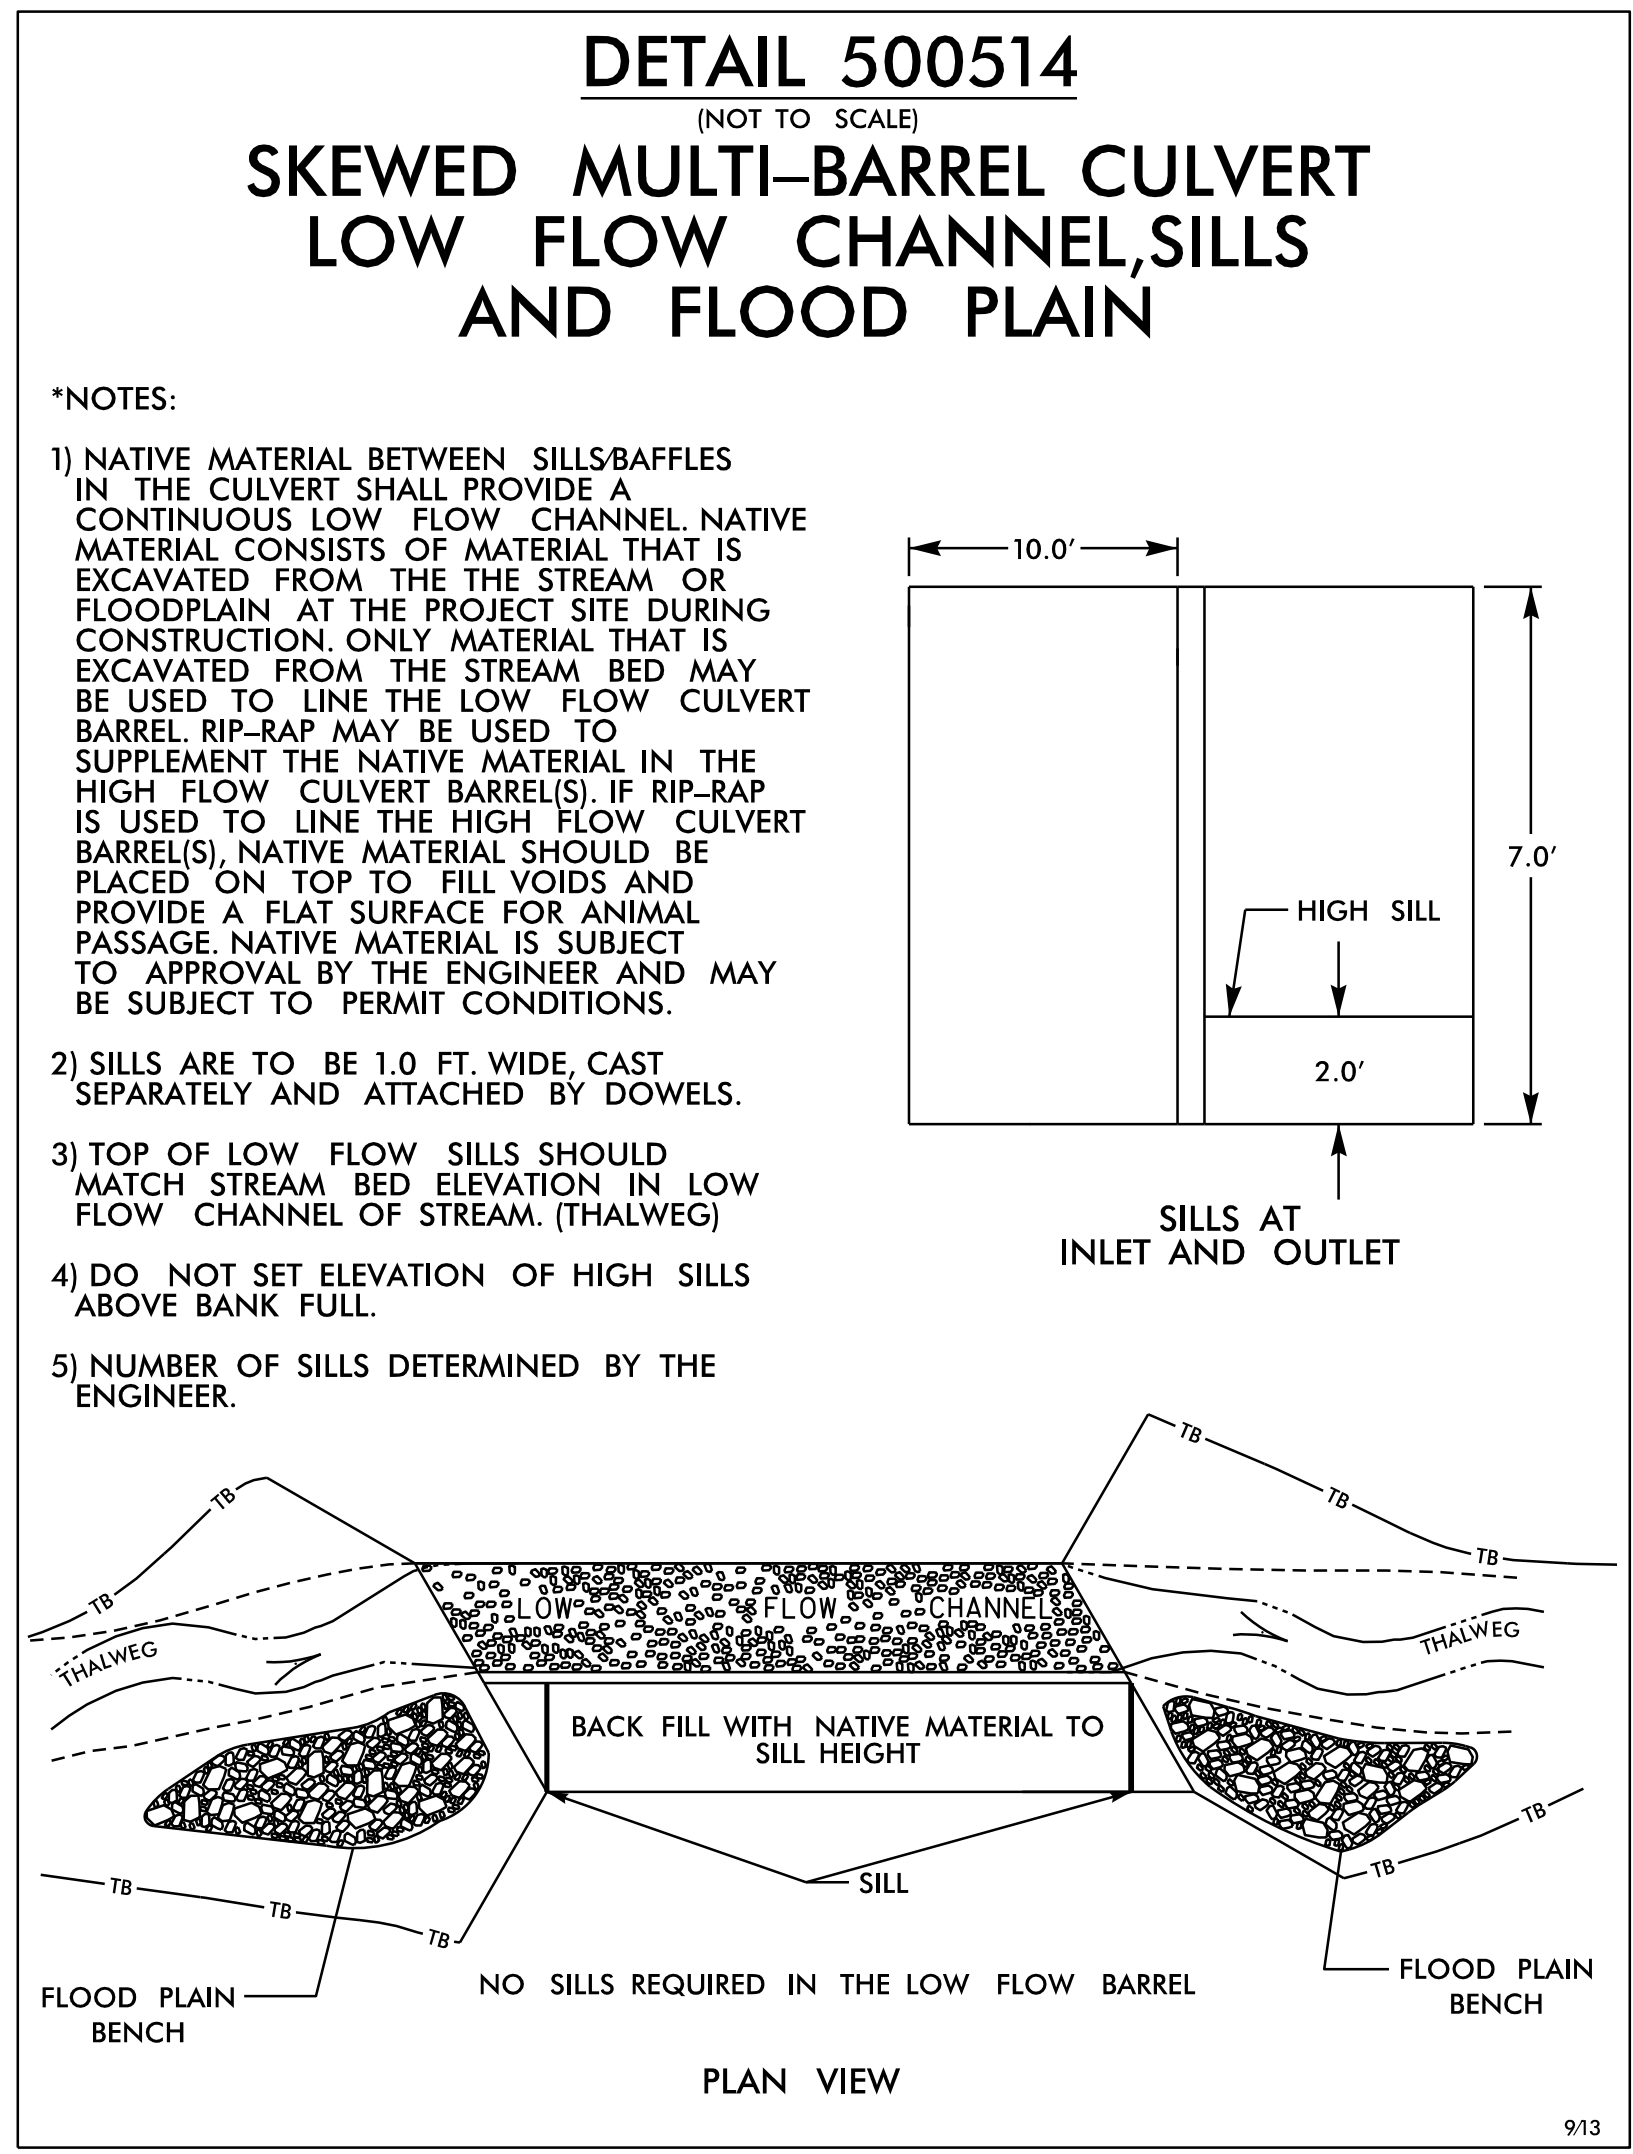 DETAIL 500514
(NOT TO SCALE)
SKEWED MULTI–BARREL CULVERT
LOW FLOW CHANNEL,SILLS
AND FLOOD PLAIN
*NOTES:
1) NATIVE MATERIAL BETWEEN SILLS/BAFFLES
IN THE CULVERT SHALL PROVIDE A
CONTINUOUS LOW FLOW CHANNEL. NATIVE
MATERIAL CONSISTS OF MATERIAL THAT IS
EXCAVATED FROM THE THE STREAM OR
FLOODPLAIN AT THE PROJECT SITE DURING
CONSTRUCTION. ONLY MATERIAL THAT IS
EXCAVATED FROM THE STREAM BED MAY
BE USED TO LINE THE LOW FLOW CULVERT
BARREL. RIP–RAP MAY BE USED TO
SUPPLEMENT THE NATIVE MATERIAL IN THE
HIGH FLOW CULVERT BARREL(S). IF RIP–RAP
IS USED TO LINE THE HIGH FLOW CULVERT
BARREL(S), NATIVE MATERIAL SHOULD BE
PLACED ON TOP TO FILL VOIDS AND
PROVIDE A FLAT SURFACE FOR ANIMAL
PASSAGE. NATIVE MATERIAL IS SUBJECT
TO APPROVAL BY THE ENGINEER AND MAY
BE SUBJECT TO PERMIT CONDITIONS.
2) SILLS ARE TO BE 1.0 FT. WIDE, CAST
SEPARATELY AND ATTACHED BY DOWELS.
3) TOP OF LOW FLOW SILLS SHOULD
MATCH STREAM BED ELEVATION IN LOW
FLOW CHANNEL OF STREAM. (THALWEG)
4) DO NOT SET ELEVATION OF HIGH SILLS
ABOVE BANK FULL.
5) NUMBER OF SILLS DETERMINED BY THE
ENGINEER.
10.0'
7.0'
HIGH SILL
2.0'
SILLS AT
INLET AND OUTLET
TB
TB
TB
TB
TB
LOW FLOW CHANNEL
THALWEG
THALWEG
BACK FILL WITH NATIVE MATERIAL TO
SILL HEIGHT
TB
TB
TB
TB
TB
SILL
FLOOD PLAIN
BENCH
NO SILLS REQUIRED IN THE LOW FLOW BARREL
FLOOD PLAIN
BENCH
PLAN VIEW
9/13